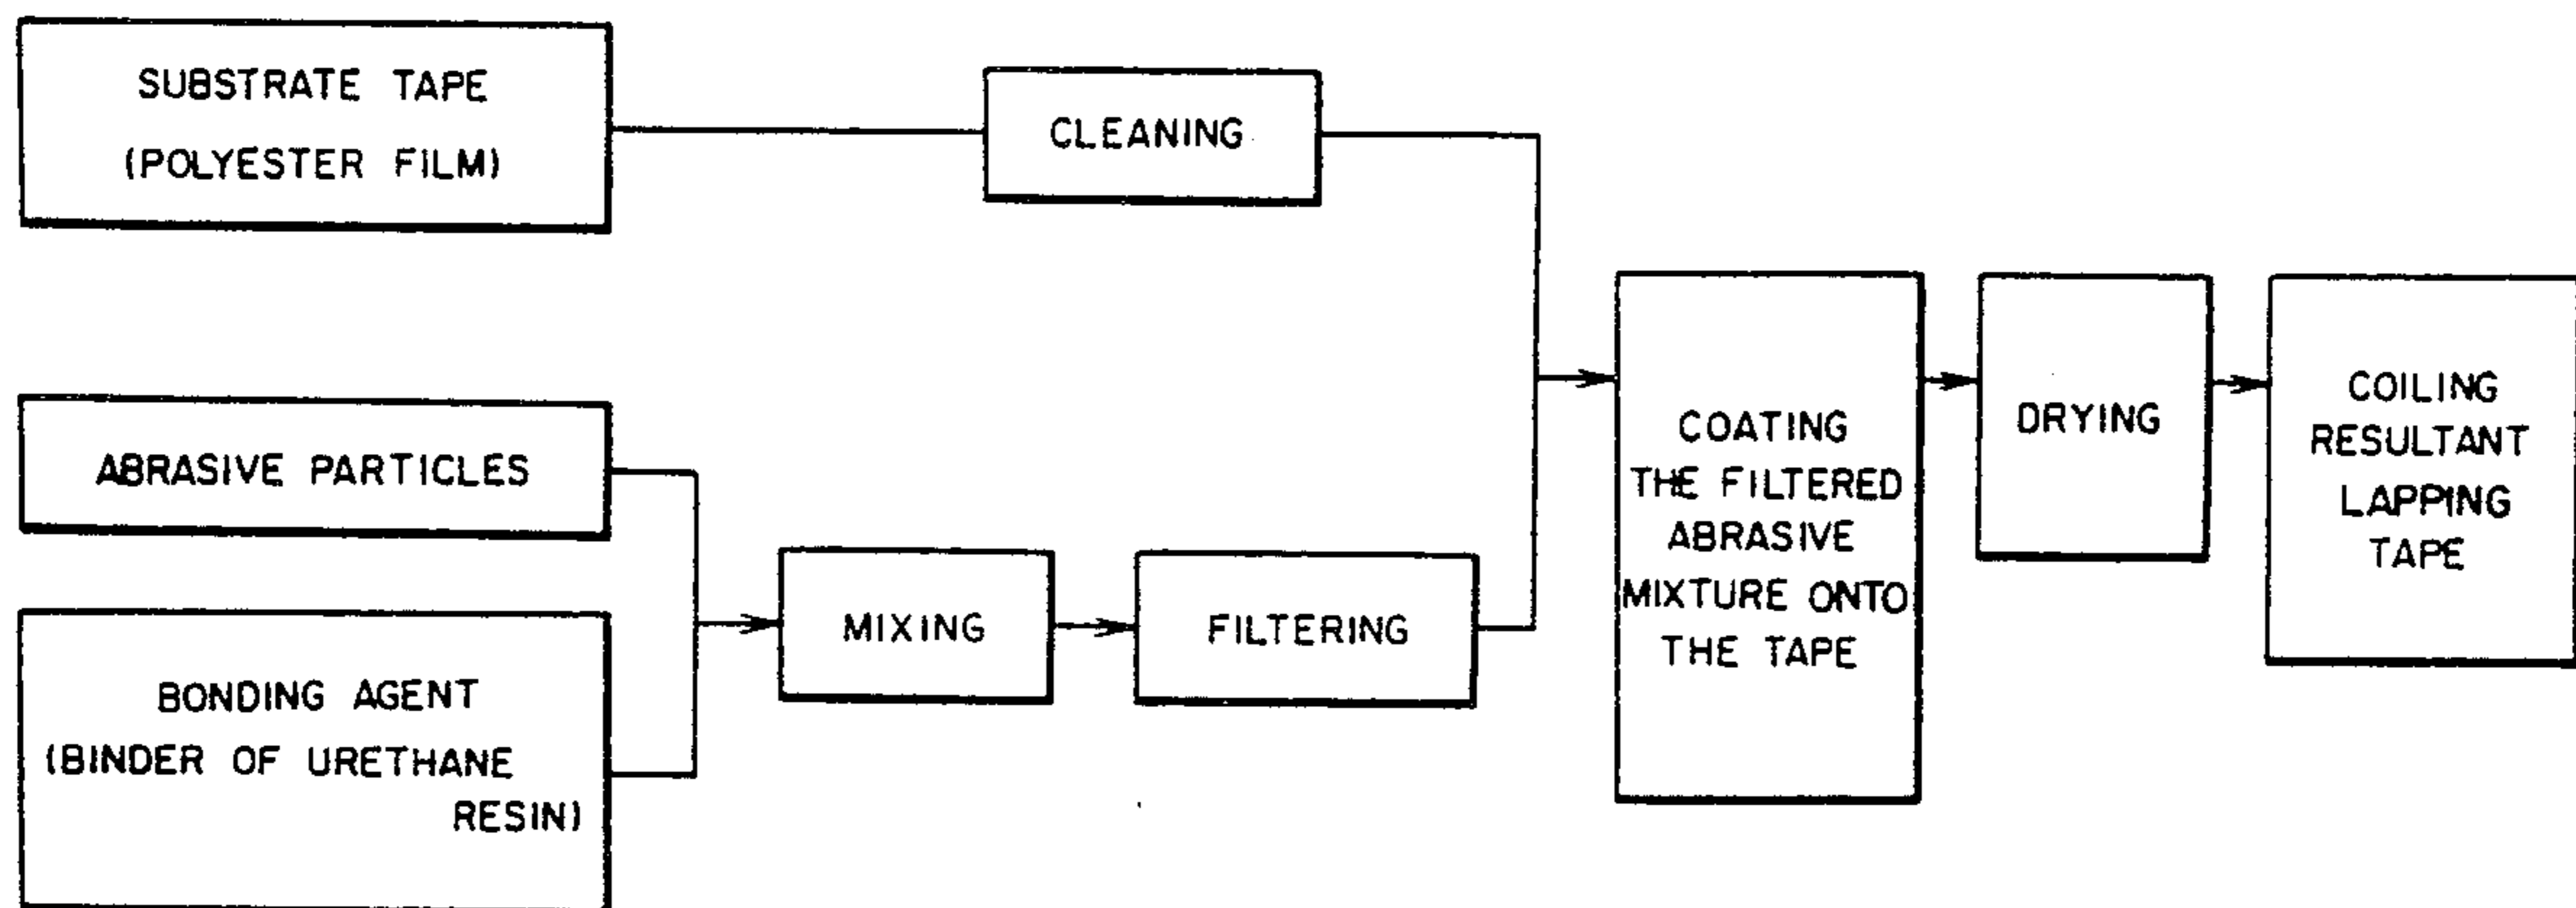 SUBSTRATE TAPE
(POLYESTER FILM)
CLEANING
ABRASIVE PARTICLES
BONDING AGENT
(BINDER OF URETHANE
RESIN)
MIXING
FILTERING
COATING
THE FILTERED
ABRASIVE
MIXTURE ONTO
THE TAPE
DRYING
COILING
RESULTANT
LAPPING
TAPE